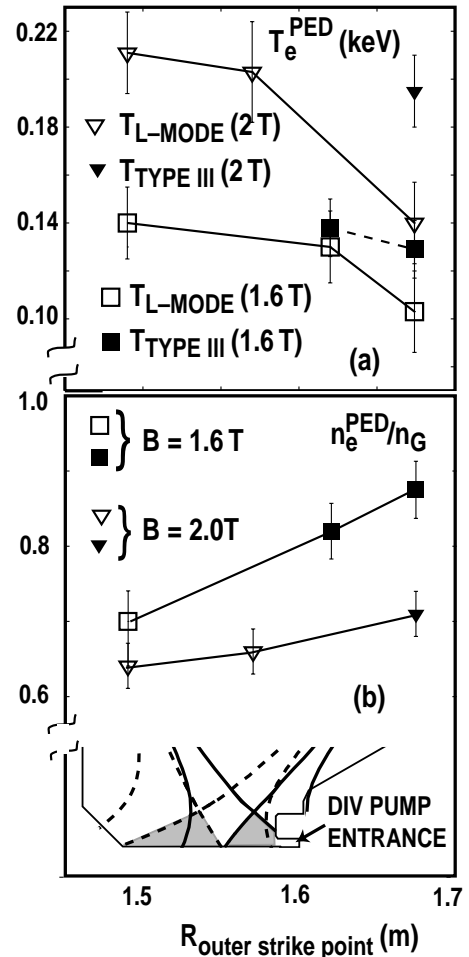 0.22
T_e^PED (keV)
T_L–MODE (2 T)
0.18
T_TYPE III (2 T)
0.14
T_L–MODE (1.6 T)
0.10
T_TYPE III (1.6 T)
(a)
1.0
n_e^PED/n_G
} B = 1.6 T
} B = 2.0T
0.8
0.6
(b)
DIV PUMP
ENTRANCE
1.5 1.6 1.7
R_outer strike point (m)